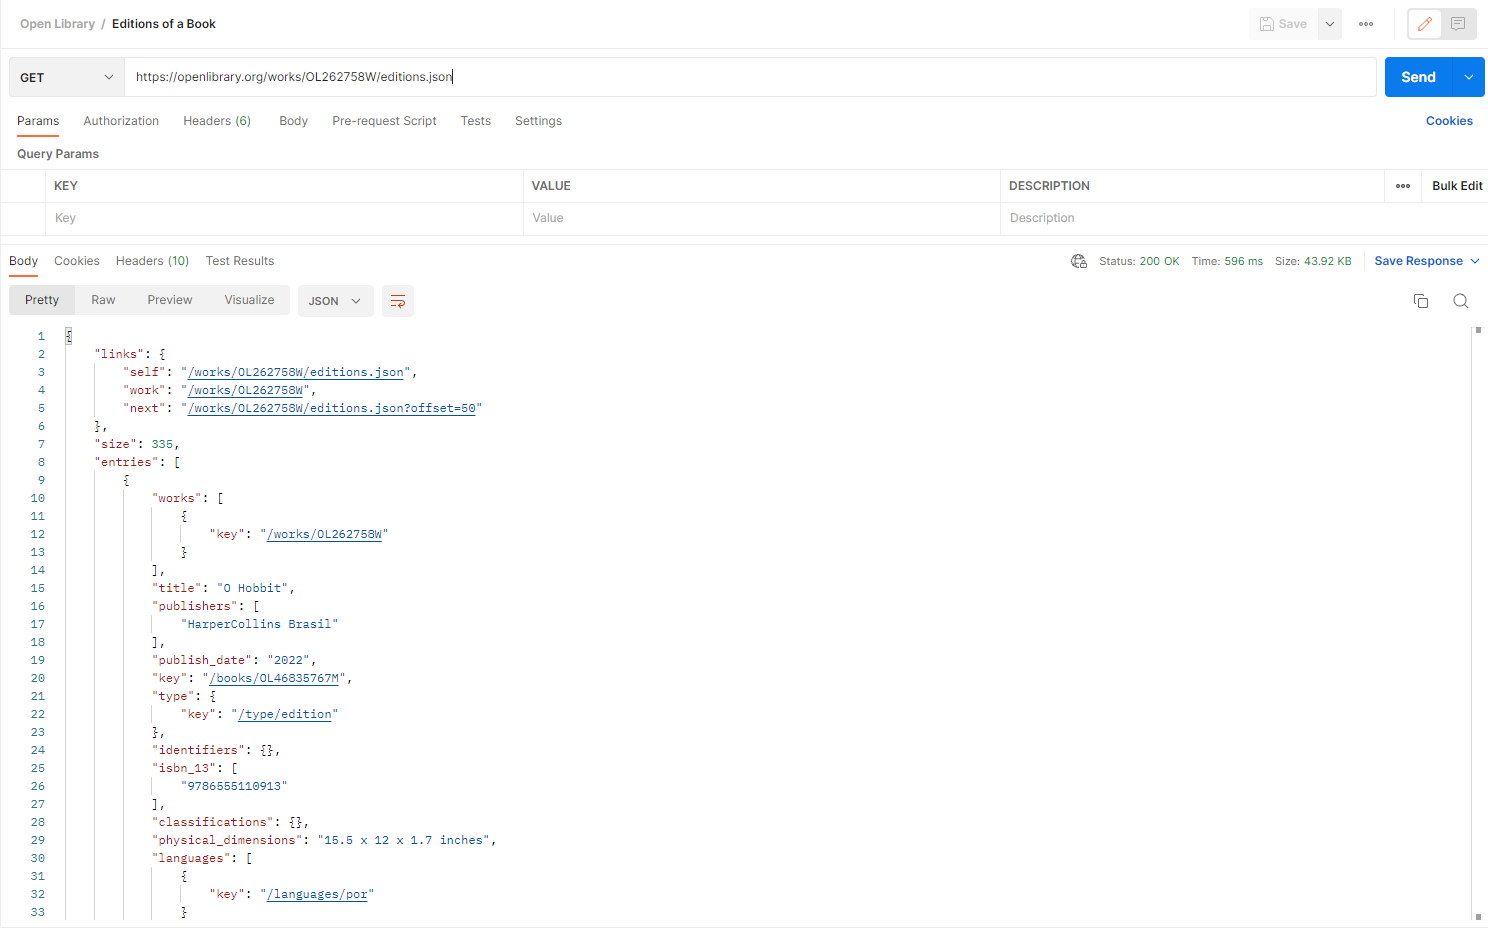 Open Library / Editions of a Book
Save
GET https://openlibrary.org/works/OL262758W/editions.json Send
Params Authorization Headers (6) Body Pre-request Script Tests Settings Cookies
Query Params
KEY VALUE DESCRIPTION Bulk Edit
Key Value Description
Body Cookies Headers (10) Test Results Status: 200 OK Time: 596 ms Size: 43.92 KB Save Response
Pretty Raw Preview Visualize JSON
1 {
2 "links": {
3 "self": "/works/OL262758W/editions.json",
4 "work": "/works/OL262758W",
5 "next": "/works/OL262758W/editions.json?offset=50"
6 },
7 "size": 335,
8 "entries": [
9 {
10 "works": [
11 {
12 "key": "/works/OL262758W"
13 }
14 ],
15 "title": "O Hobbit",
16 "publishers": [
17 "HarperCollins Brasil"
18 ],
19 "publish_date": "2022",
20 "key": "/books/OL46835767M",
21 "type": {
22 "key": "/type/edition"
23 },
24 "identifiers": {},
25 "isbn_13": [
26 "9786555110913"
27 ],
28 "classifications": {},
29 "physical_dimensions": "15.5 x 12 x 1.7 inches",
30 "languages": [
31 {
32 "key": "/languages/por"
33 }